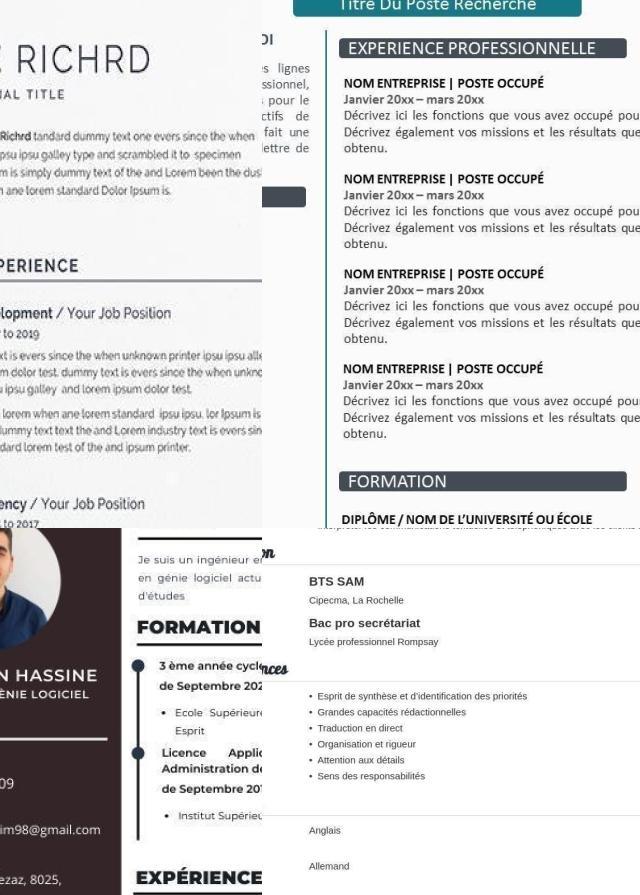 RICHRD
NAL TITLE
Richrd tandard dummy text one evers since the when
psu ipsu galley type and scrambled it to specimen
m is simply dummy text of the and Lorem been the dus
n ane lorem standard Dolor Ipsum is.
PERIENCE
lopment / Your Job Position
to 2019
xt is evers since the when unknown printer ipsu ipsu alle
m dolor test. dummy text is evers since the when unkno
u ipsu galley and lorem ipsum dolor test.
lorem when ane lorem standard ipsu ipsu. lor Ipsum is
dummy text text the and Lorem industry text is evers sin
dard lorem test of the and ipsum printer.
ency / Your Job Position
to 2017
Titre Du Poste Recherché
OI
es lignes
ssionnel,
pour le
ctifs de
fait une
lettre de
EXPERIENCE PROFESSIONNELLE
NOM ENTREPRISE | POSTE OCCUPÉ
Janvier 20xx – mars 20xx
Décrivez ici les fonctions que vous avez occupé pou
Décrivez également vos missions et les résultats que
obtenu.
NOM ENTREPRISE | POSTE OCCUPÉ
Janvier 20xx – mars 20xx
Décrivez ici les fonctions que vous avez occupé pou
Décrivez également vos missions et les résultats que
obtenu.
NOM ENTREPRISE | POSTE OCCUPÉ
Janvier 20xx – mars 20xx
Décrivez ici les fonctions que vous avez occupé pou
Décrivez également vos missions et les résultats que
obtenu.
NOM ENTREPRISE | POSTE OCCUPÉ
Janvier 20xx – mars 20xx
Décrivez ici les fonctions que vous avez occupé pou
Décrivez également vos missions et les résultats que
obtenu.
FORMATION
DIPLÔME / NOM DE L'UNIVERSITÉ OU ÉCOLE
N HASSINE
ÉNIE LOGICIEL
09
im98@gmail.com
ezaz, 8025,
Je suis un ingénieur en
en génie logiciel actu
d'études
FORMATION
3 ème année cycle
de Septembre 202
• Ecole Supérieure
Esprit
Licence Applic
Administration de
de Septembre 201
• Institut Supérieu
EXPÉRIENCE
on
BTS SAM
Cipecma, La Rochelle
Bac pro secrétariat
Lycée professionnel Rompsay
nces
• Esprit de synthèse et d'identification des priorités
• Grandes capacités rédactionnelles
• Traduction en direct
• Organisation et rigueur
• Attention aux détails
• Sens des responsabilités
Anglais
Allemand